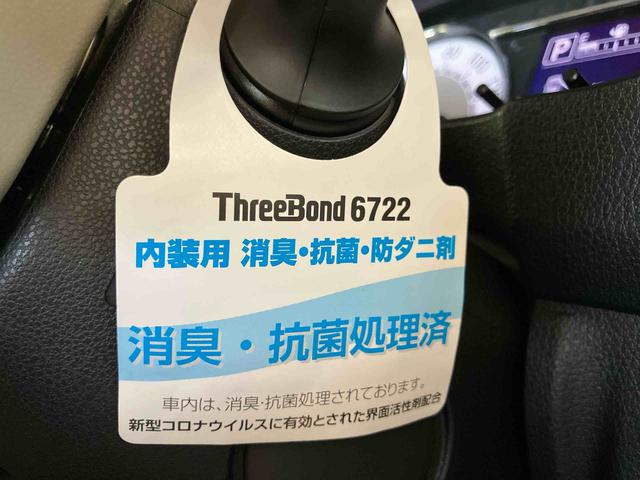 P
ThreeBond 6722
内装用 消臭・抗菌・防ダニ剤
消臭・抗菌処理済
車内は、消臭・抗菌処理されております。
新型コロナウイルスに有効とされた界面活性剤配合